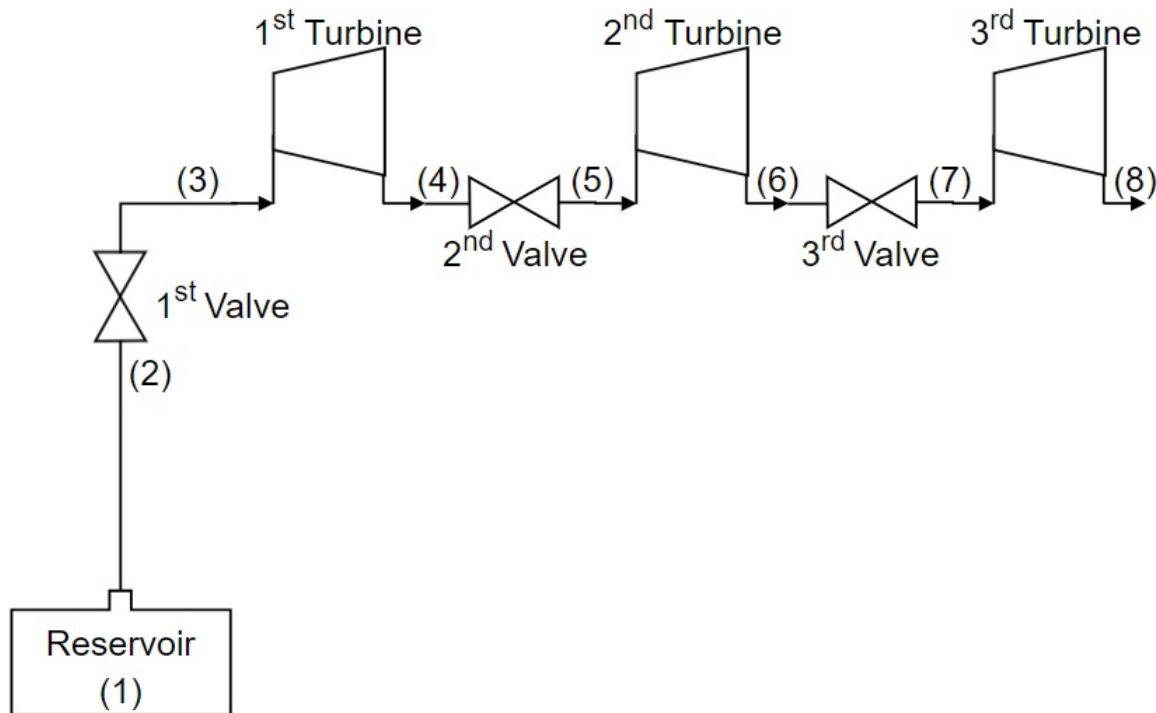 1st Turbine
2nd Turbine
3rd Turbine
(3)
(4)
(5)
(6)
(7)
(8)
2nd Valve
3rd Valve
1st Valve
(2)
Reservoir
(1)